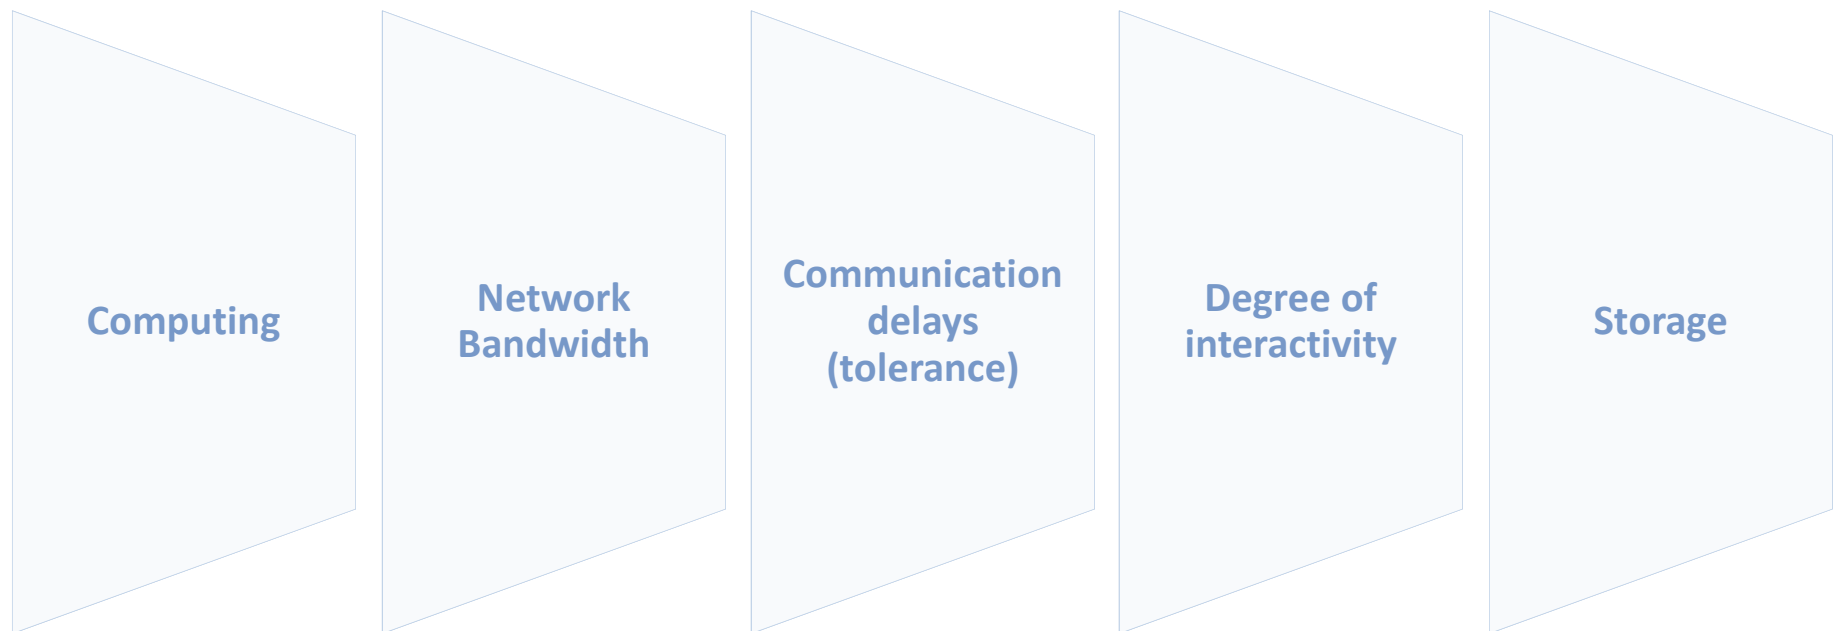 Computing
Network
Bandwidth
Communication
delays
(tolerance)
Degree of
interactivity
Storage